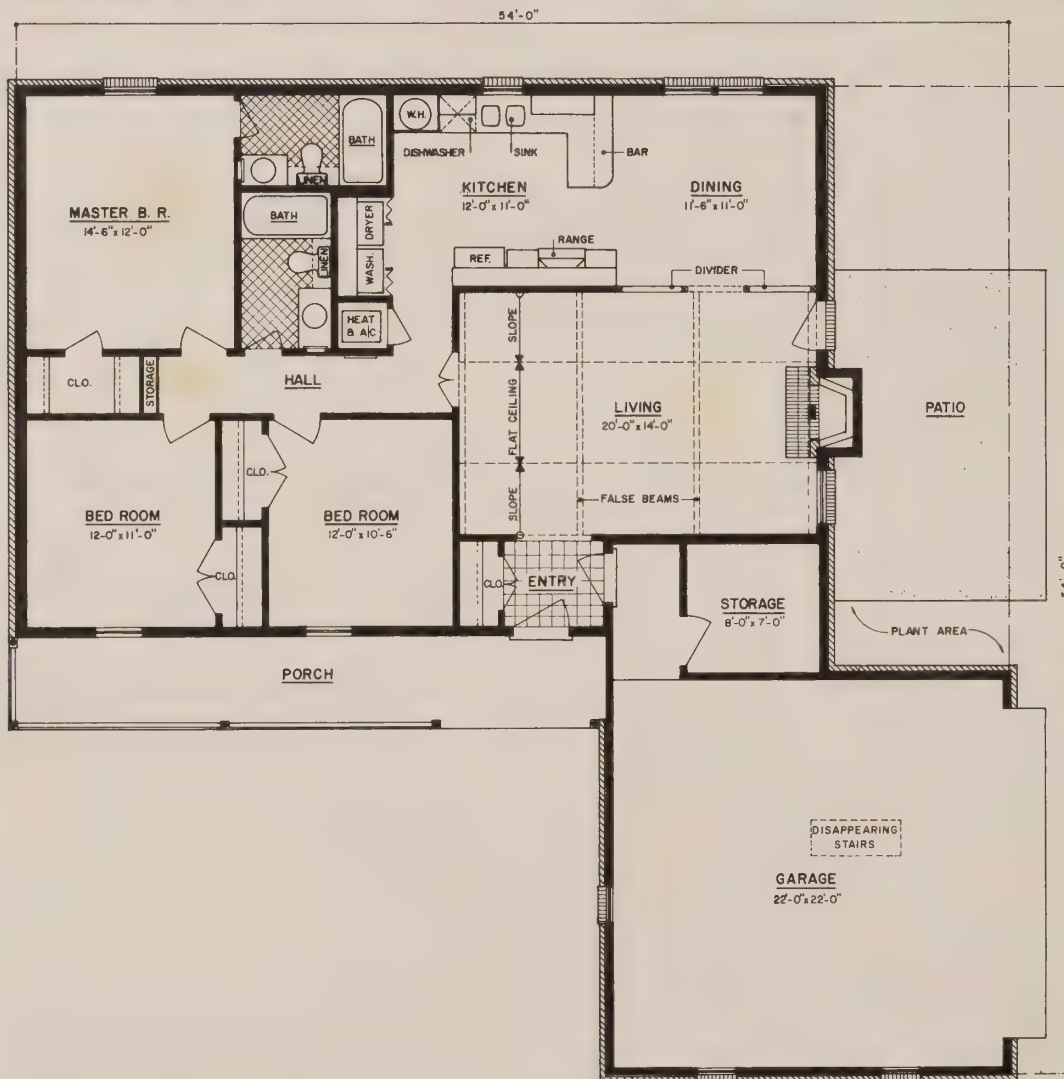 54'-0"
MASTER B. R.
14'-6" x 12'-0"
BATH
LINEN
BATH
LINEN
W.H.
DISHWASHER
SINK
BAR
KITCHEN
12'-0" x 11'-0"
DINING
11'-6" x 11'-0"
DRYER
WASH.
REF.
RANGE
DIVIDER
HEAT
& A/C
CLO.
STORAGE
HALL
SLOPE
FLAT CEILING
SLOPE
LIVING
20'-0" x 14'-0"
FALSE BEAMS
PATIO
BED ROOM
12'-0" x 11'-0"
CLO.
CLO.
BED ROOM
12'-0" x 10'-6"
CLO.
ENTRY
STORAGE
8'-0" x 7'-0"
PLANT AREA
PORCH
DISAPPEARING
STAIRS
GARAGE
22'-0" x 22'-0"